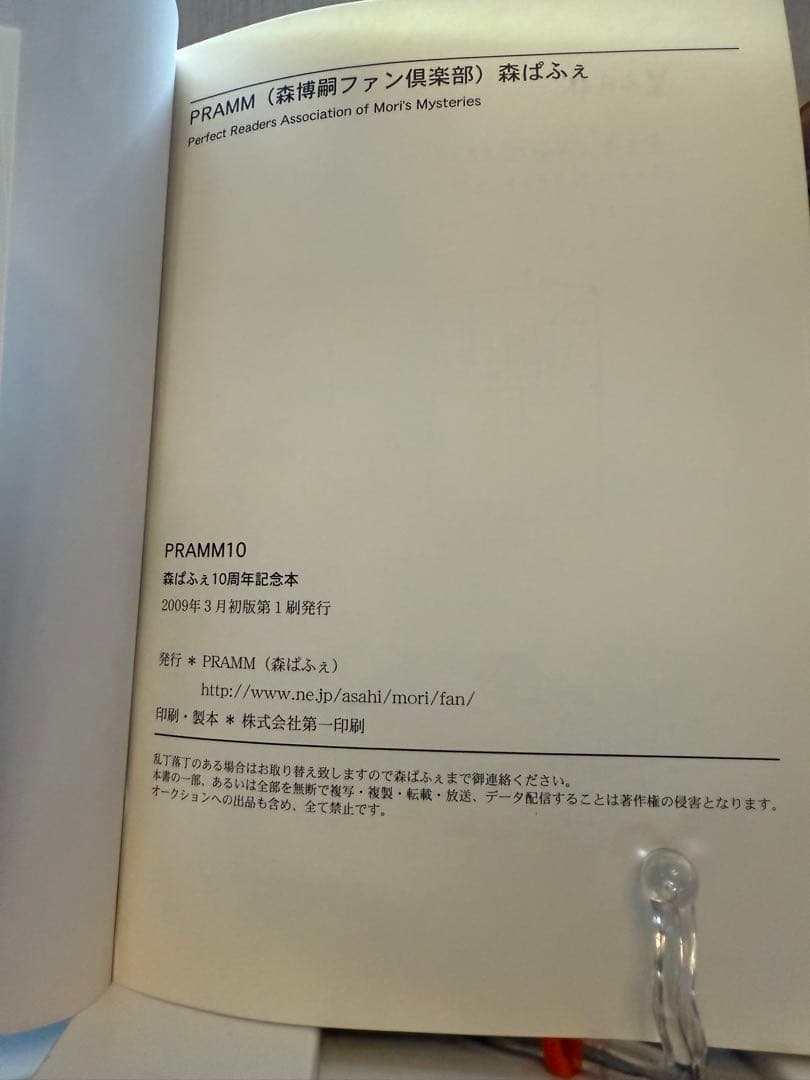 PRAMM（森博嗣ファン倶楽部）森ぱふぇ
Perfect Readers Association of Mori's Mysteries
PRAMM10
森ぱふぇ10周年記念本
2009年3月初版第1刷発行
発行＊PRAMM（森ぱふぇ）
http://www.ne.jp/asahi/mori/fan/
印刷・製本＊株式会社第一印刷
乱丁落丁のある場合はお取り替え致しますので森ぱふぇまで御連絡ください。
本書の一部、あるいは全部を無断で複写・複製・転載・放送、データ配信することは著作権の侵害となります。
オークションへの出品も含め、全て禁止です。